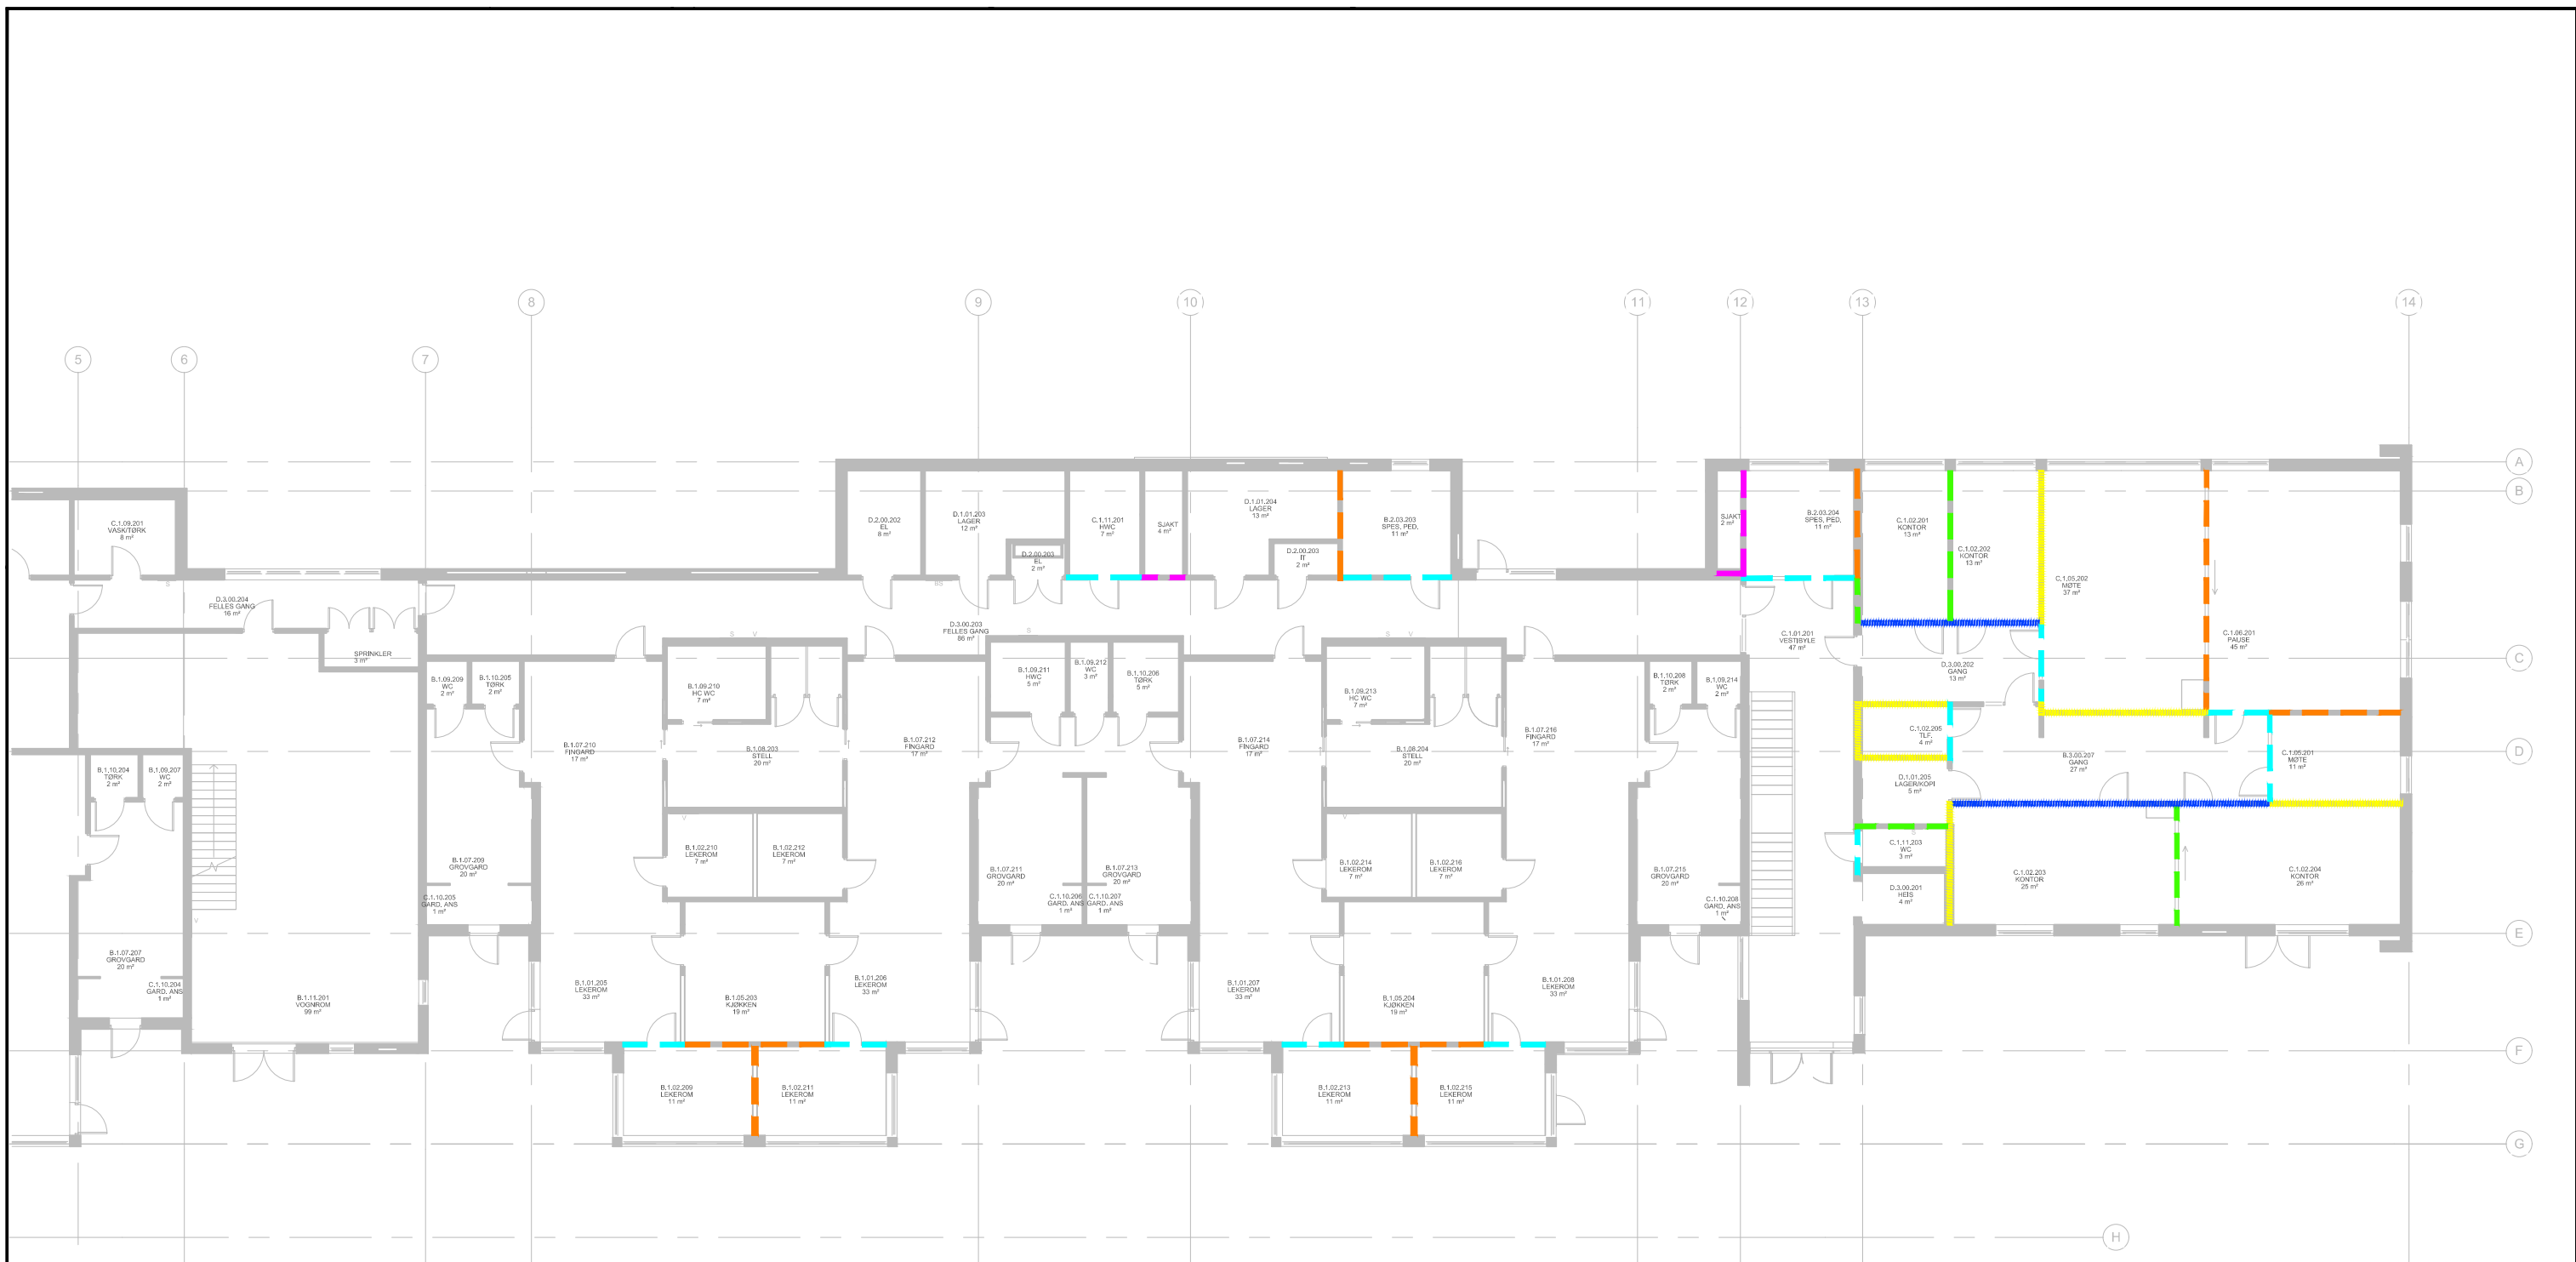 8
9
10
11
12
13
14
5
6
7
A
B
C
D
E
F
G
H
C.1.09.201
VASK/TØRK
8 m²
D.3.00.204
FELLES GANG
16 m²
SPRINKLER
3 m²
D.2.00.202
EL
8 m²
D.1.01.203
LAGER
12 m²
D.2.00.203
EL
2 m²
C.1.11.201
HWC
7 m²
SJAKT
4 m²
D.1.01.204
LAGER
13 m²
D.2.00.203
IT
2 m²
B.2.03.203
SPES. PED.
11 m²
SJAKT
2 m²
B.2.03.204
SPES. PED.
11 m²
C.1.02.201
KONTOR
13 m²
C.1.02.202
KONTOR
13 m²
C.1.05.202
MØTE
37 m²
C.1.06.201
PAUSE
45 m²
D.3.00.203
FELLES GANG
86 m²
C.1.01.201
VESTIBYLE
47 m²
D.3.00.202
GANG
13 m²
B.1.09.209
WC
2 m²
B.1.10.205
TØRK
2 m²
B.1.09.210
HC WC
7 m²
B.1.09.211
HWC
5 m²
B.1.09.212
WC
3 m²
B.1.10.206
TØRK
5 m²
B.1.09.213
HC WC
7 m²
B.1.10.208
TØRK
2 m²
B.1.09.214
WC
2 m²
B.1.07.210
FINGARD
17 m²
B.1.08.203
STELL
20 m²
B.1.07.212
FINGARD
17 m²
B.1.07.214
FINGARD
17 m²
B.1.08.204
STELL
20 m²
B.1.07.216
FINGARD
17 m²
C.1.02.205
TLF.
4 m²
B.3.00.207
GANG
27 m²
C.1.05.201
MØTE
11 m²
D.1.01.205
LAGER/KOPI
5 m²
B.1.10.204
TØRK
2 m²
B.1.09.207
WC
2 m²
B.1.07.209
GROVGARD
20 m²
C.1.10.205
GARD. ANS
1 m²
B.1.02.210
LEKEROM
7 m²
B.1.02.212
LEKEROM
7 m²
B.1.07.211
GROVGARD
20 m²
B.1.07.213
GROVGARD
20 m²
C.1.10.206
GARD. ANS
1 m²
C.1.10.207
GARD. ANS
1 m²
B.1.02.214
LEKEROM
7 m²
B.1.02.216
LEKEROM
7 m²
B.1.07.215
GROVGARD
20 m²
C.1.10.208
GARD. ANS
1 m²
C.1.11.203
WC
3 m²
D.3.00.201
HEIS
4 m²
C.1.02.203
KONTOR
25 m²
C.1.02.204
KONTOR
26 m²
B.1.07.207
GROVGARD
20 m²
C.1.10.204
GARD. ANS
1 m²
B.1.11.201
VOGNROM
99 m²
B.1.01.205
LEKEROM
33 m²
B.1.05.203
KJØKKEN
19 m²
B.1.01.206
LEKEROM
33 m²
B.1.01.207
LEKEROM
33 m²
B.1.05.204
KJØKKEN
19 m²
B.1.01.208
LEKEROM
33 m²
B.1.02.209
LEKEROM
11 m²
B.1.02.211
LEKEROM
11 m²
B.1.02.213
LEKEROM
11 m²
B.1.02.215
LEKEROM
11 m²